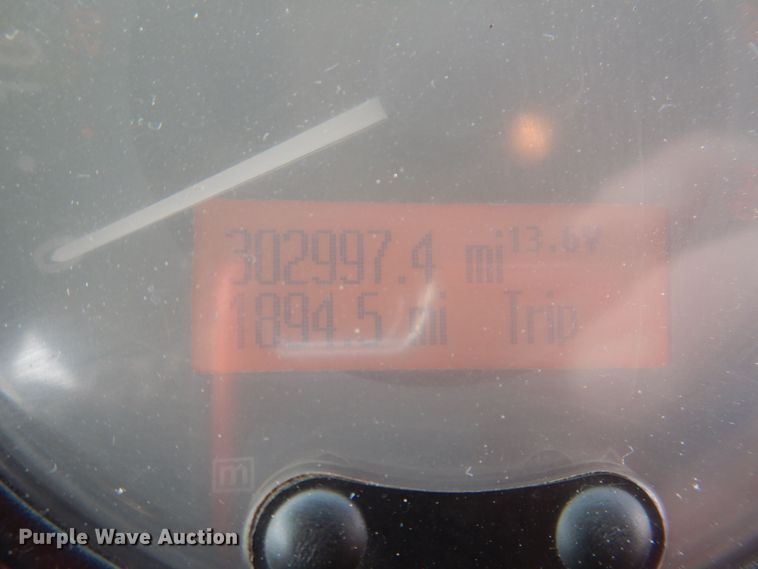 302997.4 mi 13.6V
1894.5 mi Trip
m
Purple Wave Auction